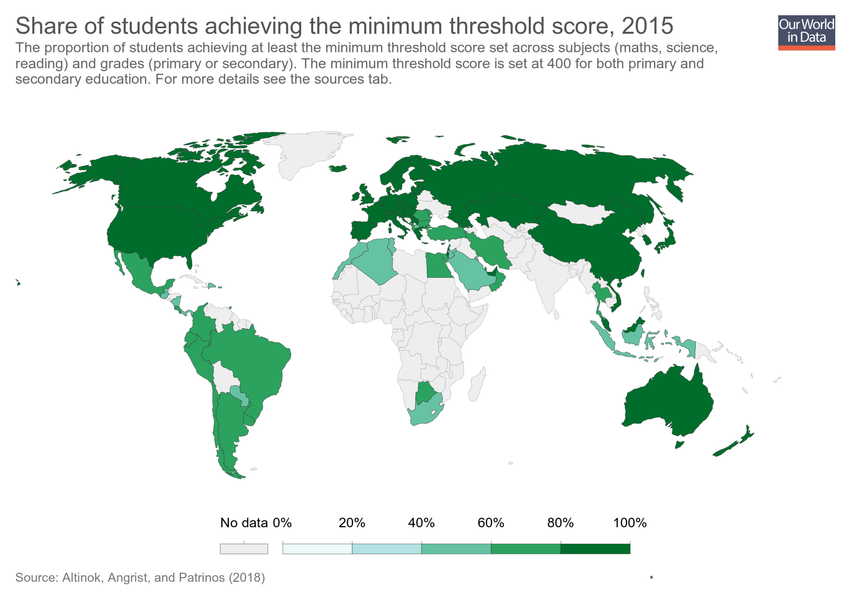 Share of students achieving the minimum threshold score, 2015
Our World
in Data
The proportion of students achieving at least the minimum threshold score set across subjects (maths, science,
reading) and grades (primary or secondary). The minimum threshold score is set at 400 for both primary and
secondary education. For more details see the sources tab.
No data 0% 20% 40% 60% 80% 100%
Source: Altinok, Angrist, and Patrinos (2018)